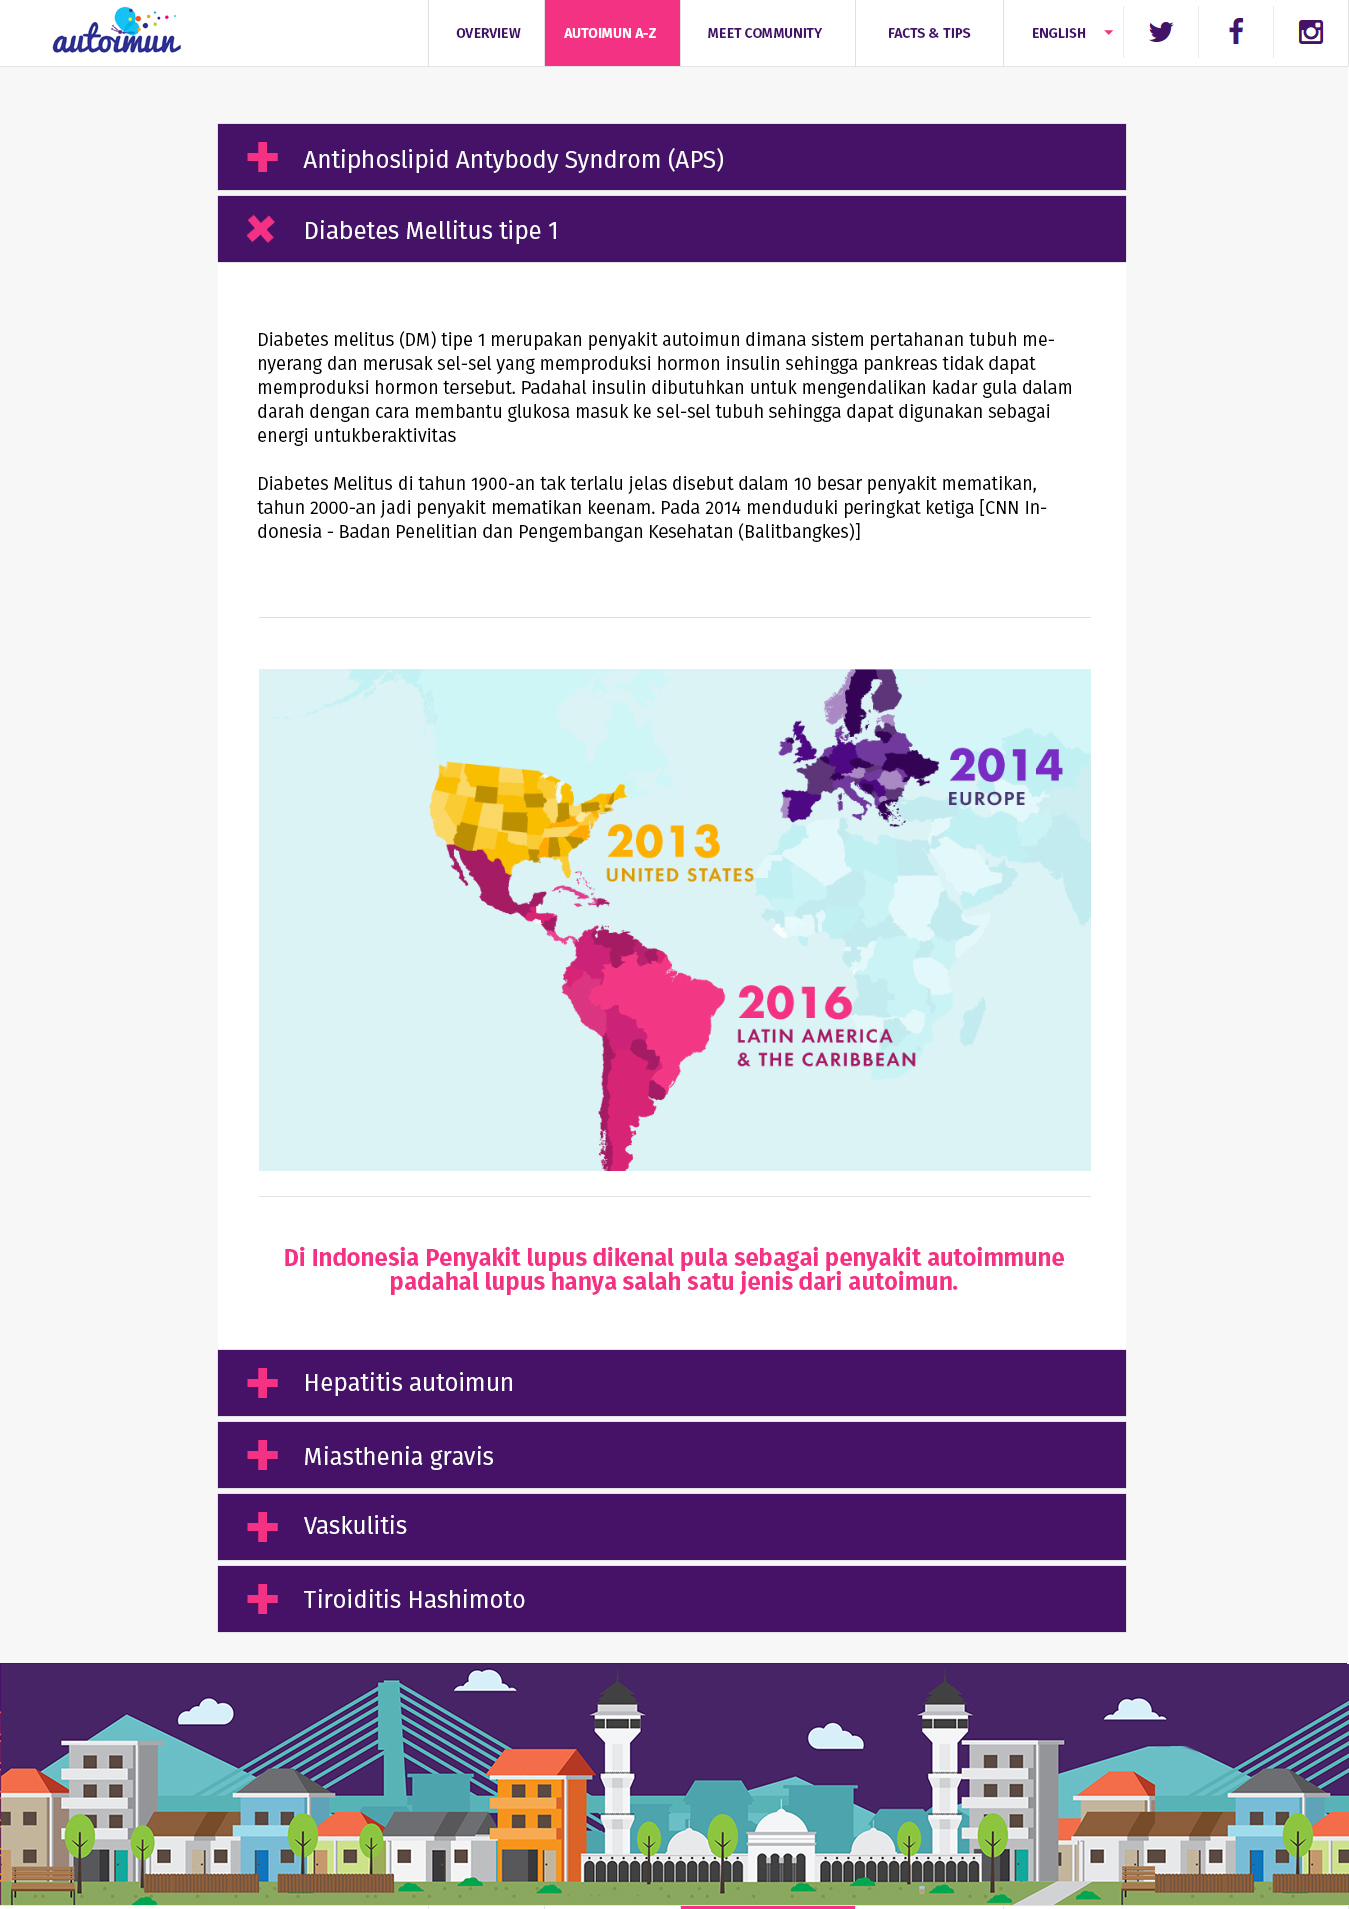 autoimun
OVERVIEW
AUTOIMUN A-Z
MEET COMMUNITY
FACTS & TIPS
ENGLISH
Antiphoslipid Antybody Syndrom (APS)
Diabetes Mellitus tipe 1
Diabetes melitus (DM) tipe 1 merupakan penyakit autoimun dimana sistem pertahanan tubuh me-
nyerang dan merusak sel-sel yang memproduksi hormon insulin sehingga pankreas tidak dapat
memproduksi hormon tersebut. Padahal insulin dibutuhkan untuk mengendalikan kadar gula dalam
darah dengan cara membantu glukosa masuk ke sel-sel tubuh sehingga dapat digunakan sebagai
energi untukberaktivitas
Diabetes Melitus di tahun 1900-an tak terlalu jelas disebut dalam 10 besar penyakit mematikan,
tahun 2000-an jadi penyakit mematikan keenam. Pada 2014 menduduki peringkat ketiga [CNN In-
donesia - Badan Penelitian dan Pengembangan Kesehatan (Balitbangkes)]
2014
EUROPE
2013
UNITED STATES
2016
LATIN AMERICA
& THE CARIBBEAN
Di Indonesia Penyakit lupus dikenal pula sebagai penyakit autoimmune
padahal lupus hanya salah satu jenis dari autoimun.
Hepatitis autoimun
Miasthenia gravis
Vaskulitis
Tiroiditis Hashimoto